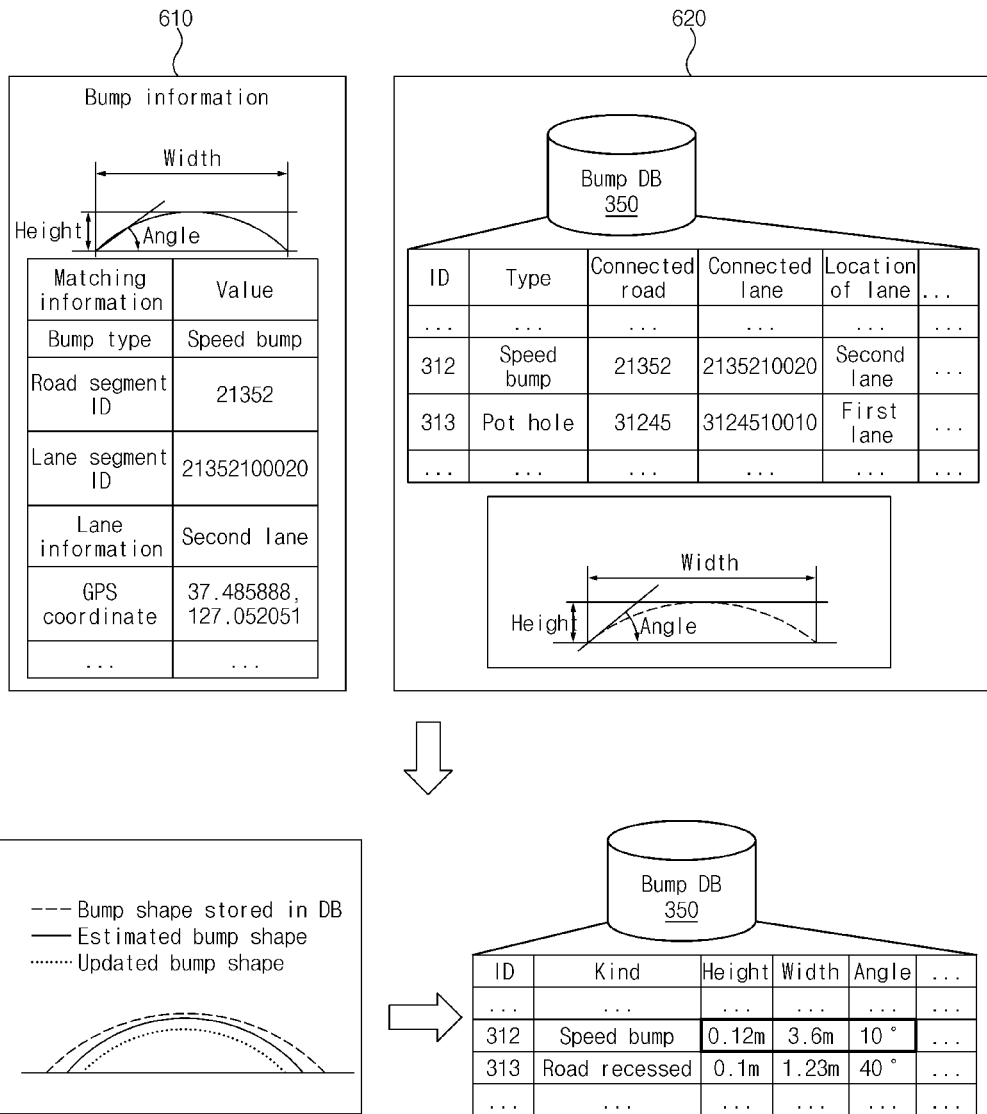 610
620
Bump information
Width
Height
Angle
Matching information
Value
Bump type
Speed bump
Road segment ID
21352
Lane segment ID
21352100020
Lane information
Second lane
GPS coordinate
37.485888, 127.052051
...
...
Bump DB
350
ID
Type
Connected road
Connected lane
Location of lane
...
... ... ... ... ... ...
312 Speed bump 21352 2135210020 Second lane ...
313 Pot hole 31245 3124510010 First lane ...
... ... ... ... ... ...
Width
Height
Angle
Bump shape stored in DB
Estimated bump shape
Updated bump shape
Bump DB
350
ID Kind Height Width Angle ...
... ... ... ... ... ...
312 Speed bump 0.12m 3.6m 10° ...
313 Road recessed 0.1m 1.23m 40° ...
... ... ... ... ... ...